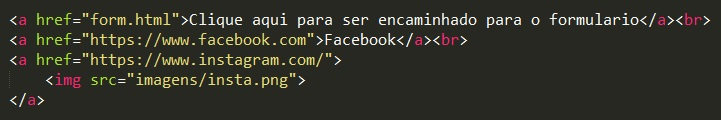 <a href="form.html">Clique aqui para ser encaminhado para o formulario</a><br>
<a href="https://www.facebook.com">Facebook</a><br>
<a href="https://www.instagram.com/">
    <img src="imagens/insta.png">
</a>